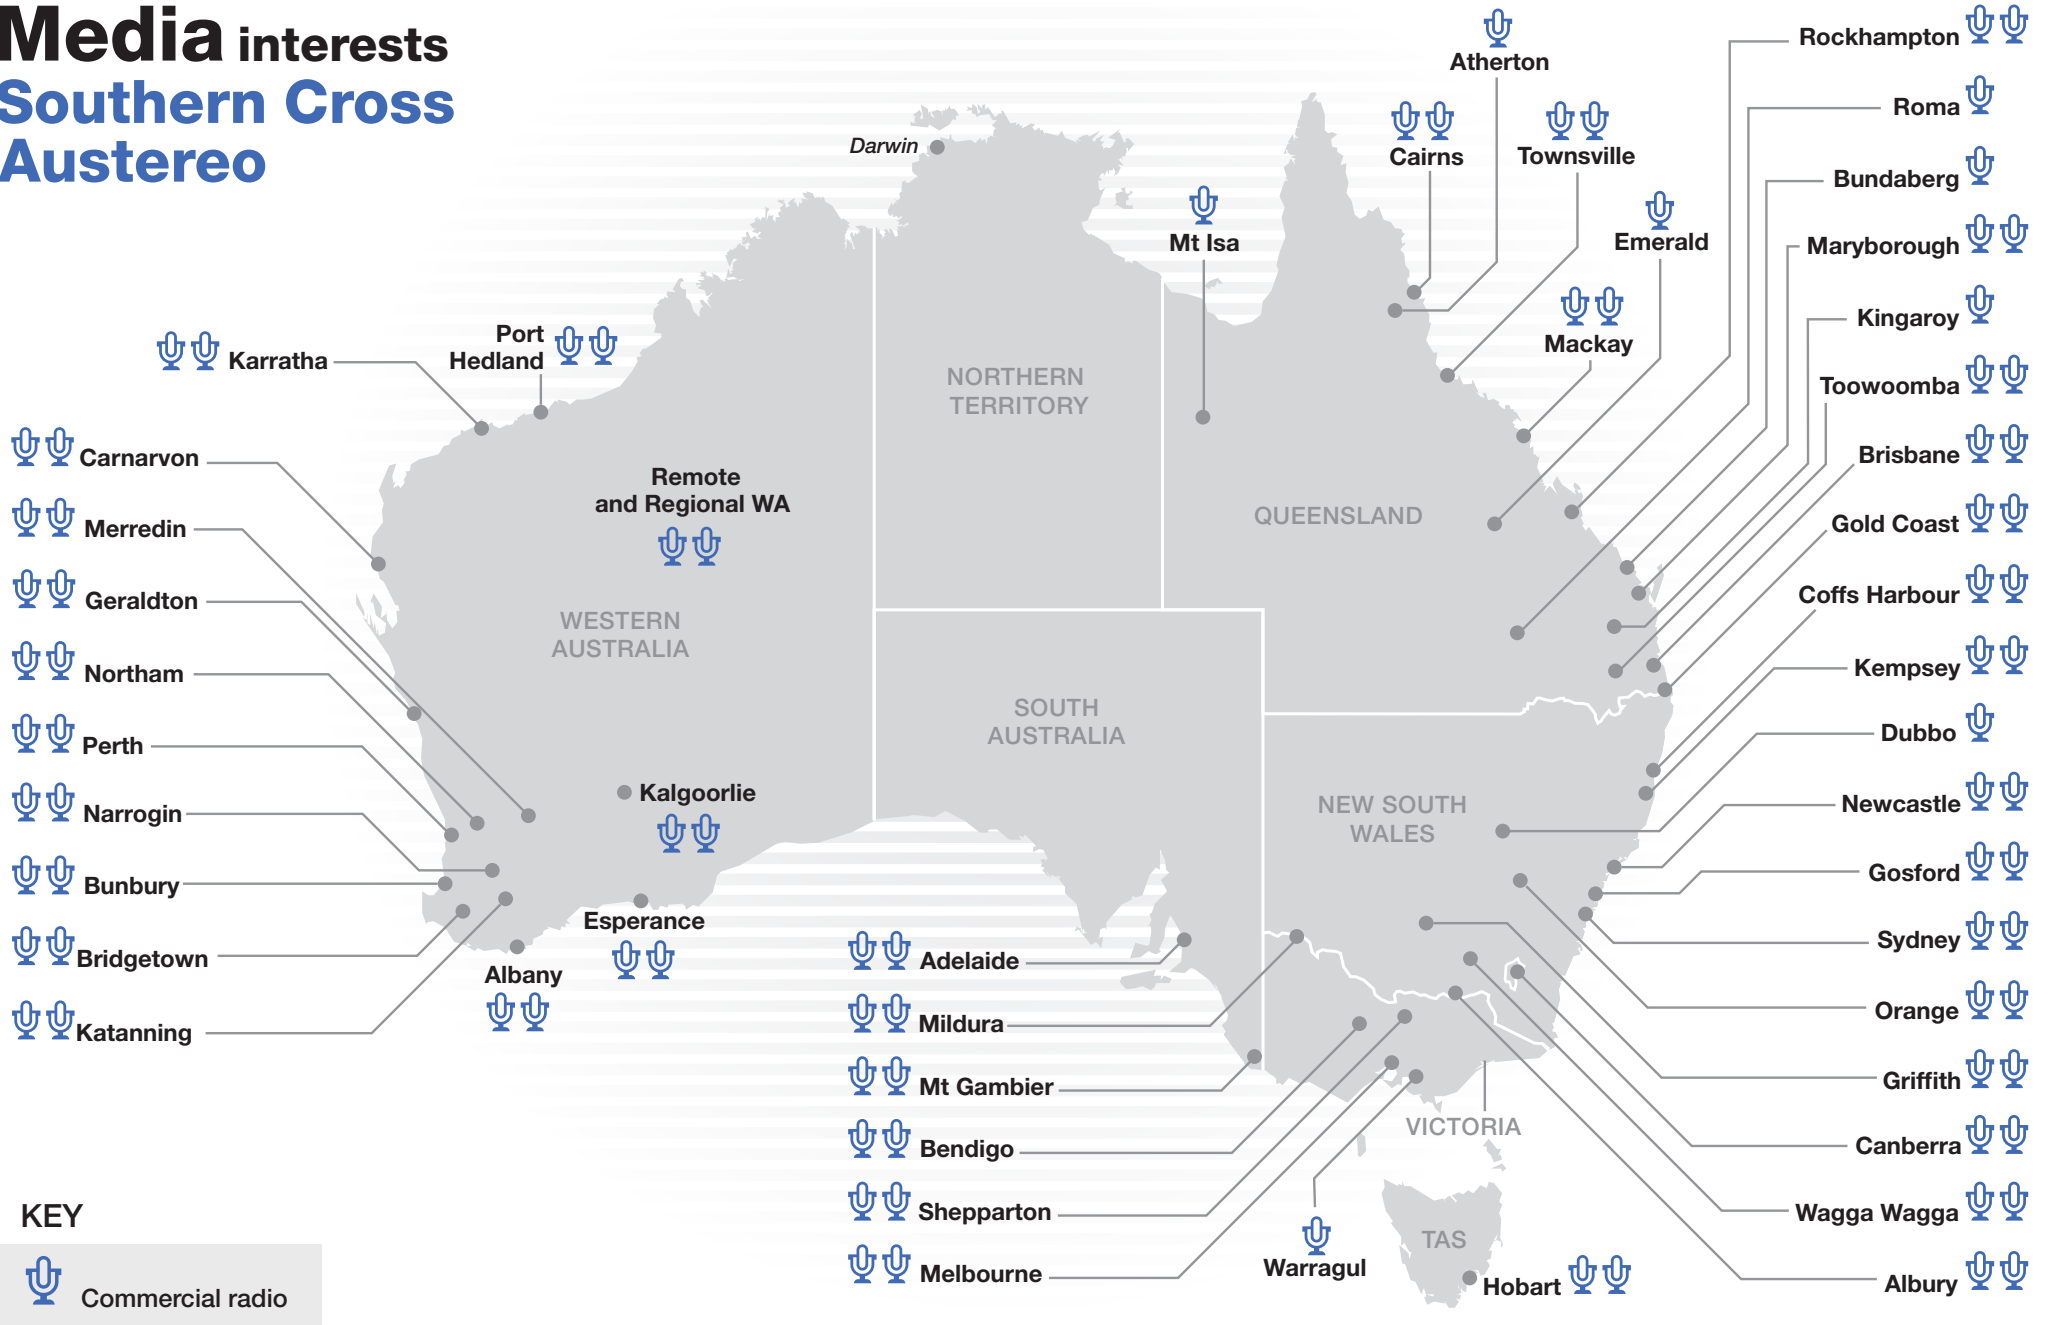 Media interests
Southern Cross
Austereo
Atherton
Rockhampton
Roma
Cairns
Townsville
Darwin
Bundaberg
Mt Isa
Emerald
Maryborough
Kingaroy
Mackay
Port
Hedland
Karratha
NORTHERN
TERRITORY
Toowoomba
Carnarvon
Brisbane
Remote
and Regional WA
QUEENSLAND
Gold Coast
Merredin
Geraldton
Coffs Harbour
WESTERN
AUSTRALIA
Northam
Kempsey
SOUTH
AUSTRALIA
Dubbo
Perth
Kalgoorlie
NEW SOUTH
WALES
Newcastle
Narrogin
Gosford
Bunbury
Esperance
Sydney
Bridgetown
Adelaide
Albany
Orange
Mildura
Katanning
Griffith
Mt Gambier
VICTORIA
Canberra
Bendigo
Shepparton
Wagga Wagga
KEY
TAS
Warragul
Melbourne
Hobart
Albury
Commercial radio